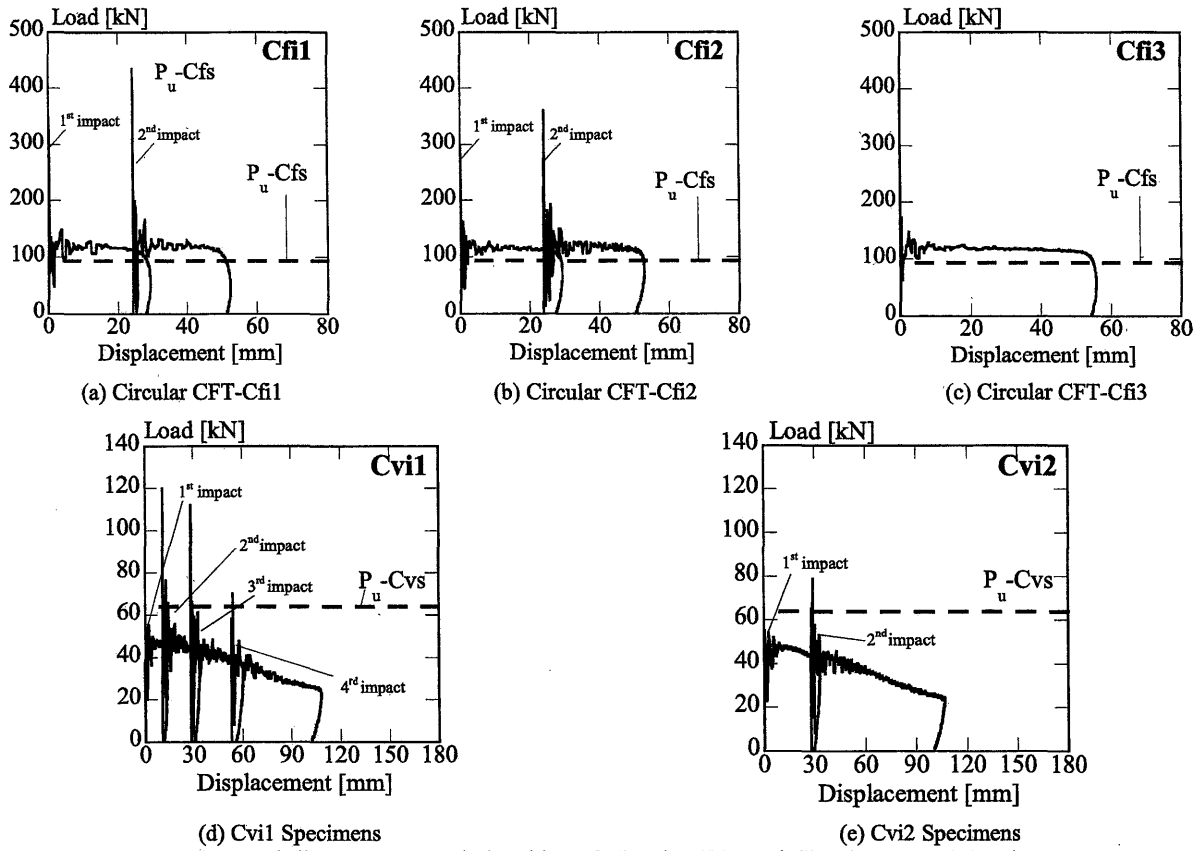 Load [kN]
500
400
300
200
100
0
Cfi1
Pu-Cfs
1st impact
2nd impact
Pu-Cfs
0 20 40 60 80
Displacement [mm]
(a) Circular CFT-Cfi1
Load [kN]
500
400
300
200
100
0
Cfi2
1st impact
2nd impact
Pu-Cfs
0 20 40 60 80
Displacement [mm]
(b) Circular CFT-Cfi2
Load [kN]
500
400
300
200
100
0
Cfi3
Pu-Cfs
0 20 40 60 80
Displacement [mm]
(c) Circular CFT-Cfi3
Load [kN]
140
120
100
80
60
40
20
0
Cvi1
1st impact
2nd impact
3rd impact
Pu-Cvs
4rd impact
0 30 60 90 120 150 180
Displacement [mm]
(d) Cvi1 Specimens
Load [kN]
140
120
100
80
60
40
20
0
Cvi2
1st impact
Pu-Cvs
2nd impact
0 30 60 90 120 150 180
Displacement [mm]
(e) Cvi2 Specimens